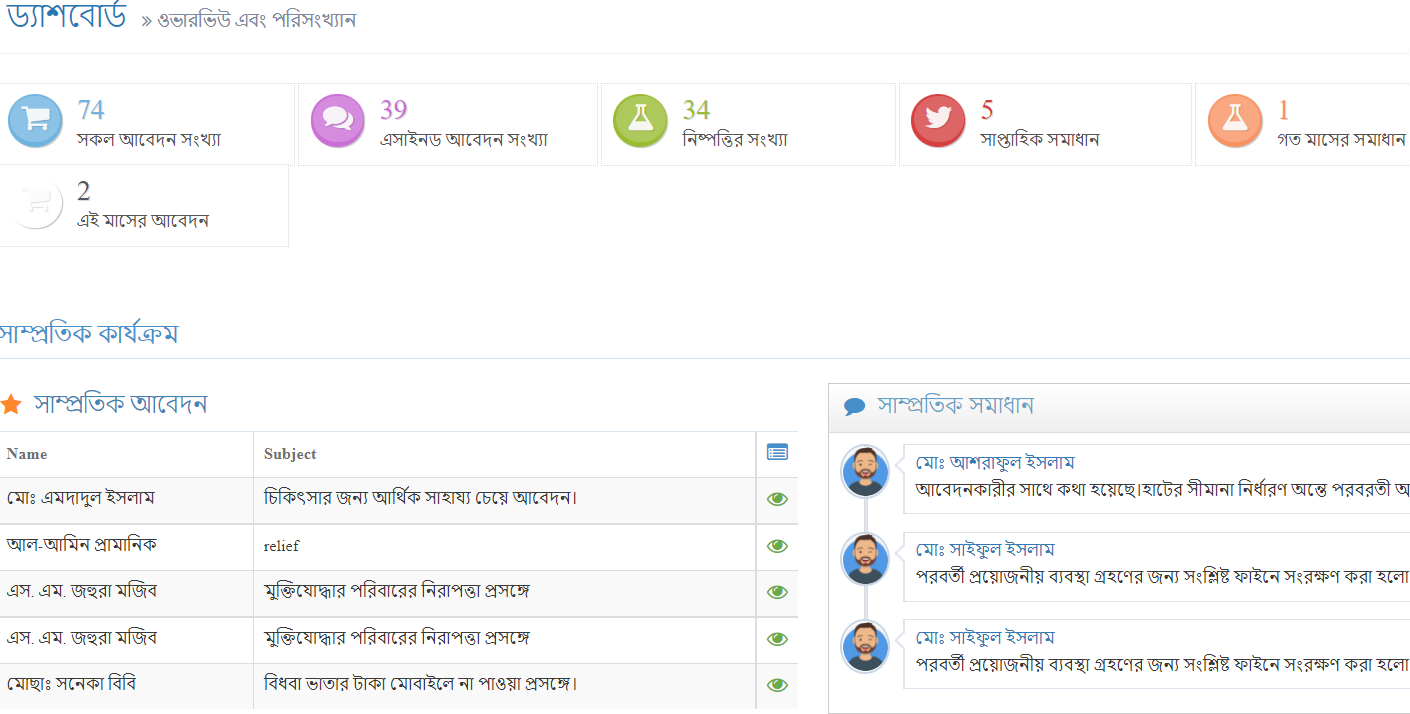 ড্যাশবোর্ড » ওভারভিউ এবং পরিসংখ্যান
74
সকল আবেদন সংখ্যা
39
এসাইনড আবেদন সংখ্যা
34
নিষ্পত্তির সংখ্যা
5
সাপ্তাহিক সমাধান
1
গত মাসের সমাধান
2
এই মাসের আবেদন
সাম্প্রতিক কার্যক্রম
সাম্প্রতিক আবেদন
Name Subject
মোঃ এমদাদুল ইসলাম চিকিৎসার জন্য আর্থিক সাহায্য চেয়ে আবেদন।
আল-আমিন প্রামানিক relief
এস. এম. জহুরা মজিব মুক্তিযোদ্ধার পরিবারের নিরাপত্তা প্রসঙ্গে
এস. এম. জহুরা মজিব মুক্তিযোদ্ধার পরিবারের নিরাপত্তা প্রসঙ্গে
মোছাঃ সনেকা বিবি বিধবা ভাতার টাকা মোবাইলে না পাওয়া প্রসঙ্গে।
সাম্প্রতিক সমাধান
মোঃ আশরাফুল ইসলাম
আবেদনকারীর সাথে কথা হয়েছে।হাটের সীমানা নির্ধারণ অন্তে পরবরতী
মোঃ সাইফুল ইসলাম
পরবর্তী প্রয়োজনীয় ব্যবস্থা গ্রহণের জন্য সংশ্লিষ্ট ফাইনে সংরক্ষণ করা হলো
মোঃ সাইফুল ইসলাম
পরবর্তী প্রয়োজনীয় ব্যবস্থা গ্রহণের জন্য সংশ্লিষ্ট ফাইনে সংরক্ষণ করা হলো